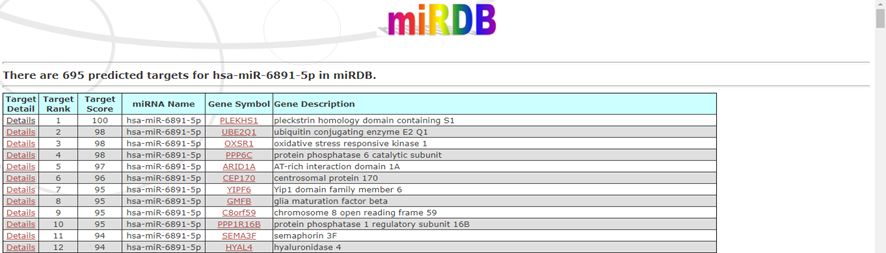 miRDB
There are 695 predicted targets for hsa-miR-6891-5p in miRDB.
Target Detail Target Rank Target Score miRNA Name Gene Symbol Gene Description
Details 1 100 hsa-miR-6891-5p PLEKHS1 pleckstrin homology domain containing S1
Details 2 98 hsa-miR-6891-5p UBE2Q1 ubiquitin conjugating enzyme E2 Q1
Details 3 98 hsa-miR-6891-5p OXSR1 oxidative stress responsive kinase 1
Details 4 98 hsa-miR-6891-5p PPP6C protein phosphatase 6 catalytic subunit
Details 5 97 hsa-miR-6891-5p ARID1A AT-rich interaction domain 1A
Details 6 96 hsa-miR-6891-5p CEP170 centrosomal protein 170
Details 7 95 hsa-miR-6891-5p YIPF6 Yip1 domain family member 6
Details 8 95 hsa-miR-6891-5p GMFB glia maturation factor beta
Details 9 95 hsa-miR-6891-5p C8orf59 chromosome 8 open reading frame 59
Details 10 95 hsa-miR-6891-5p PPP1R16B protein phosphatase 1 regulatory subunit 16B
Details 11 94 hsa-miR-6891-5p SEMA3F semaphorin 3F
Details 12 94 hsa-miR-6891-5p HYAL4 hyaluronidase 4